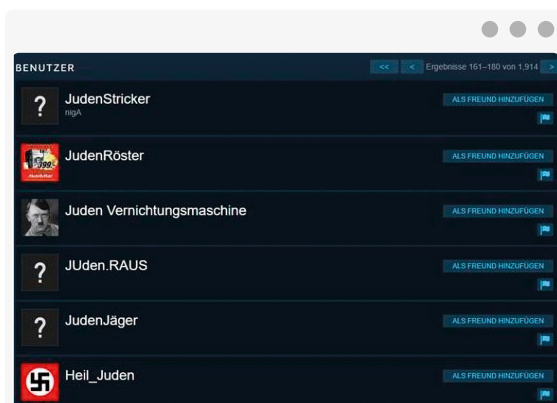 BENUTZER
<< < Ergebnisse 161–180 von 1,914 >
JudenStricker
nigA
ALS FREUND HINZUFÜGEN
JudenRöster
ALS FREUND HINZUFÜGEN
Juden Vernichtungsmaschine
ALS FREUND HINZUFÜGEN
JUden.RAUS
ALS FREUND HINZUFÜGEN
JudenJäger
ALS FREUND HINZUFÜGEN
Heil_Juden
ALS FREUND HINZUFÜGEN